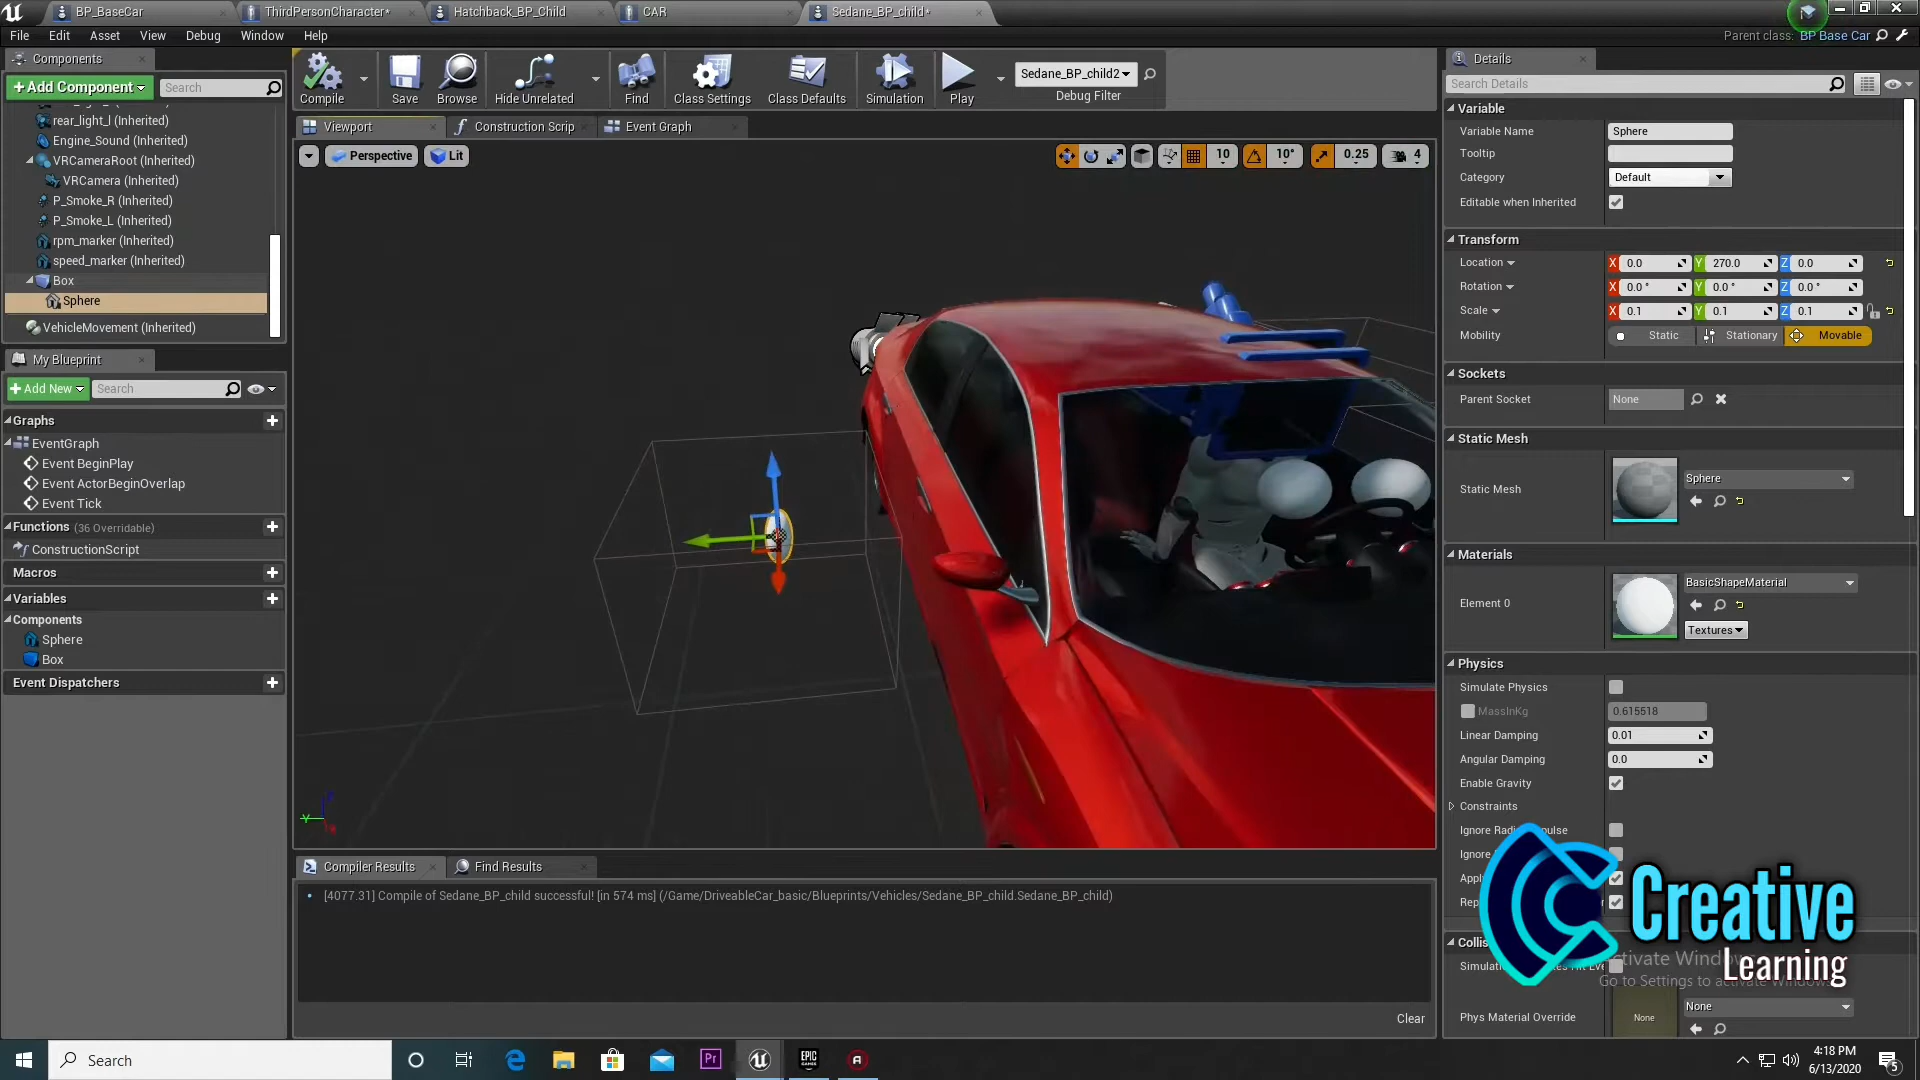 BP_BaseCar
ThirdPersonCharacter*
Hatchback_BP_Child
CAR
Sedane_BP_child*
File Edit Asset View Debug Window Help
Parent class: BP Base Car
Components
+Add Component
Search
rear_light_l (Inherited)
Engine_Sound (Inherited)
VRCameraRoot (Inherited)
VRCamera (Inherited)
P_Smoke_R (Inherited)
P_Smoke_L (Inherited)
rpm_marker (Inherited)
speed_marker (Inherited)
Box
Sphere
VehicleMovement (Inherited)
My Blueprint
+Add New
Search
Graphs
EventGraph
Event BeginPlay
Event ActorBeginOverlap
Event Tick
Functions (36 Overridable)
ConstructionScript
Macros
Variables
Components
Sphere
Box
Event Dispatchers
Compile
Save
Browse
Hide Unrelated
Find
Class Settings
Class Defaults
Simulation
Play
Sedane_BP_child2
Debug Filter
Viewport
Construction Scrip
Event Graph
Perspective
Lit
10
10°
0.25
4
Compiler Results
Find Results
[4077.31] Compile of Sedane_BP_child successful! [in 574 ms] (/Game/DriveableCar_basic/Blueprints/Vehicles/Sedane_BP_child.Sedane_BP_child)
Clear
Details
Search Details
Variable
Variable Name Sphere
Tooltip
Category Default
Editable when Inherited
Transform
Location X 0.0 Y 270.0 Z 0.0
Rotation X 0.0 ° Y 0.0 ° Z 0.0 °
Scale X 0.1 Y 0.1 Z 0.1
Mobility Static Stationary Movable
Sockets
Parent Socket None
Static Mesh
Static Mesh Sphere
Materials
Element 0 BasicShapeMaterial
Textures
Physics
Simulate Physics
MassInKg 0.615518
Linear Damping 0.01
Angular Damping 0.0
Enable Gravity
Constraints
Ignore
Creative
Learning
Go to Settings to activate Windows.
Phys Material Override None None
Search
Pr
EPIC GAMES
4:18 PM
6/13/2020
5